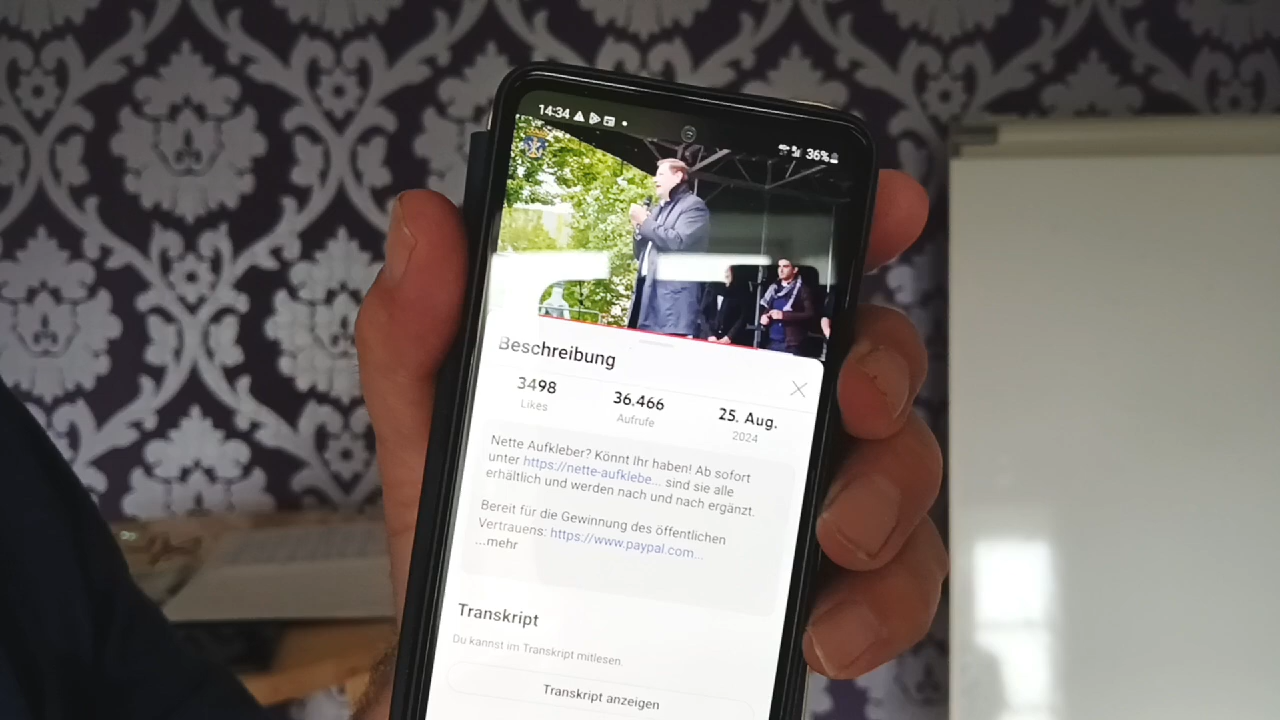 14:34
36%
Beschreibung
3498
36.466
25. Aug.
Likes
Aufrufe
2024
Nette Aufkleber? Könnt Ihr haben! Ab sofort
unter https://nette-aufklebe... sind sie alle
erhältlich und werden nach und nach ergänzt.
Bereit für die Gewinnung des öffentlichen
Vertrauens: https://www.paypal.com...
...mehr
Transkript
Du kannst im Transkript mitlesen.
Transkript anzeigen